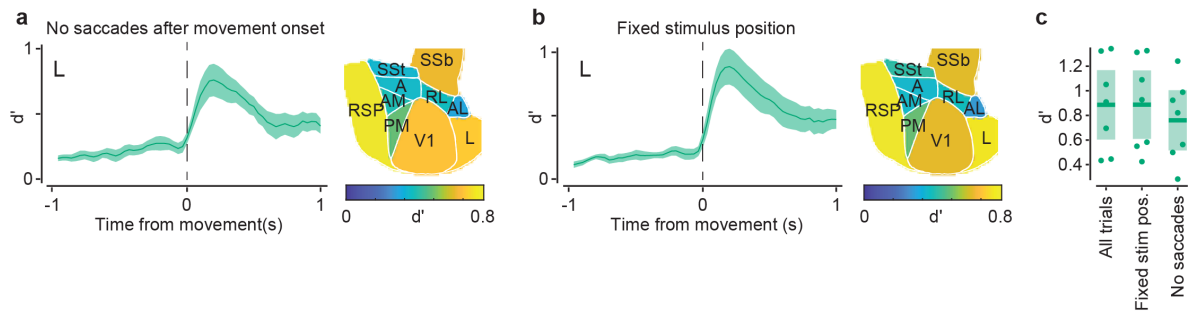 a
No saccades after movement onset
1
L
d'
0
-1
0
1
Time from movement(s)
SSb
SSt
A
RL
AM
AL
RSP
PM
V1
L
0
d'
0.8
b
Fixed stimulus position
1
L
d'
0
-1
0
1
Time from movement (s)
SSb
SSt
A
RL
AM
AL
RSP
PM
V1
L
0
d'
0.8
c
1.2
1
0.8
0.6
0.4
d'
All trials
Fixed stim pos.
No saccades